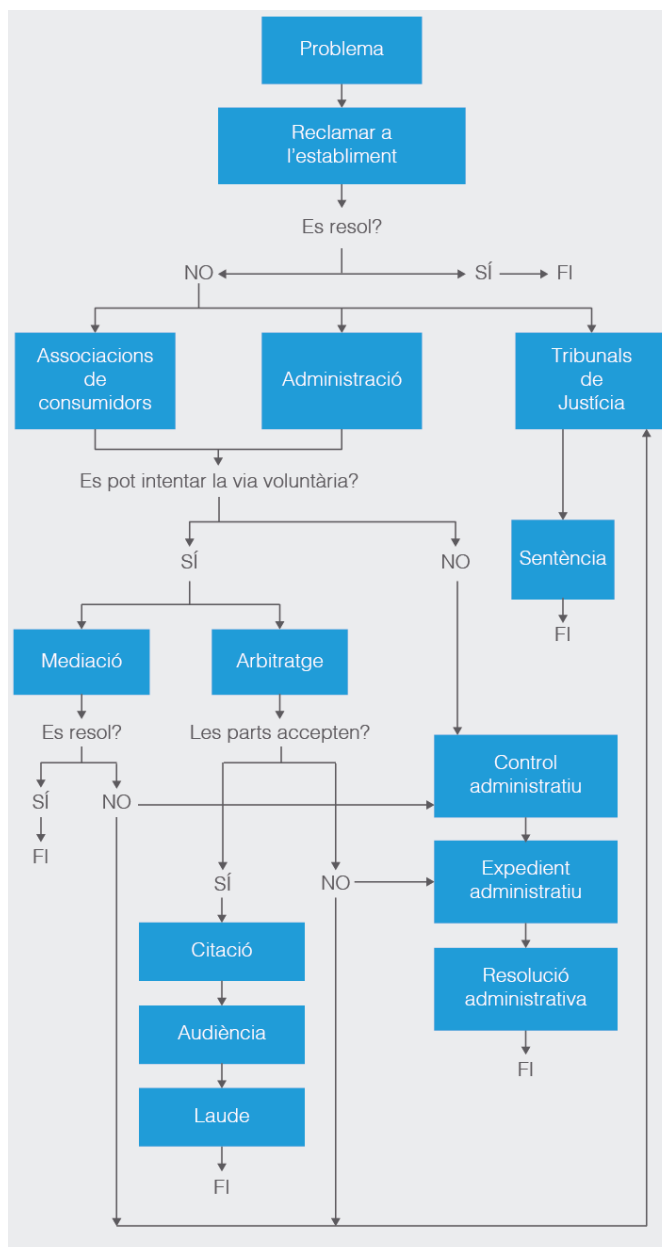 Problema
Reclamar a
l'establiment
Es resol?
NO
SÍ
FI
Associacions
de
consumidors
Administració
Tribunals
de
Justícia
Es pot intentar la via voluntària?
SÍ
NO
Sentència
FI
Mediació
Arbitratge
Es resol?
Les parts accepten?
Control
administratiu
SÍ
NO
FI
Expedient
administratiu
SÍ
NO
Citació
Resolució
administrativa
Audiència
FI
Laude
FI